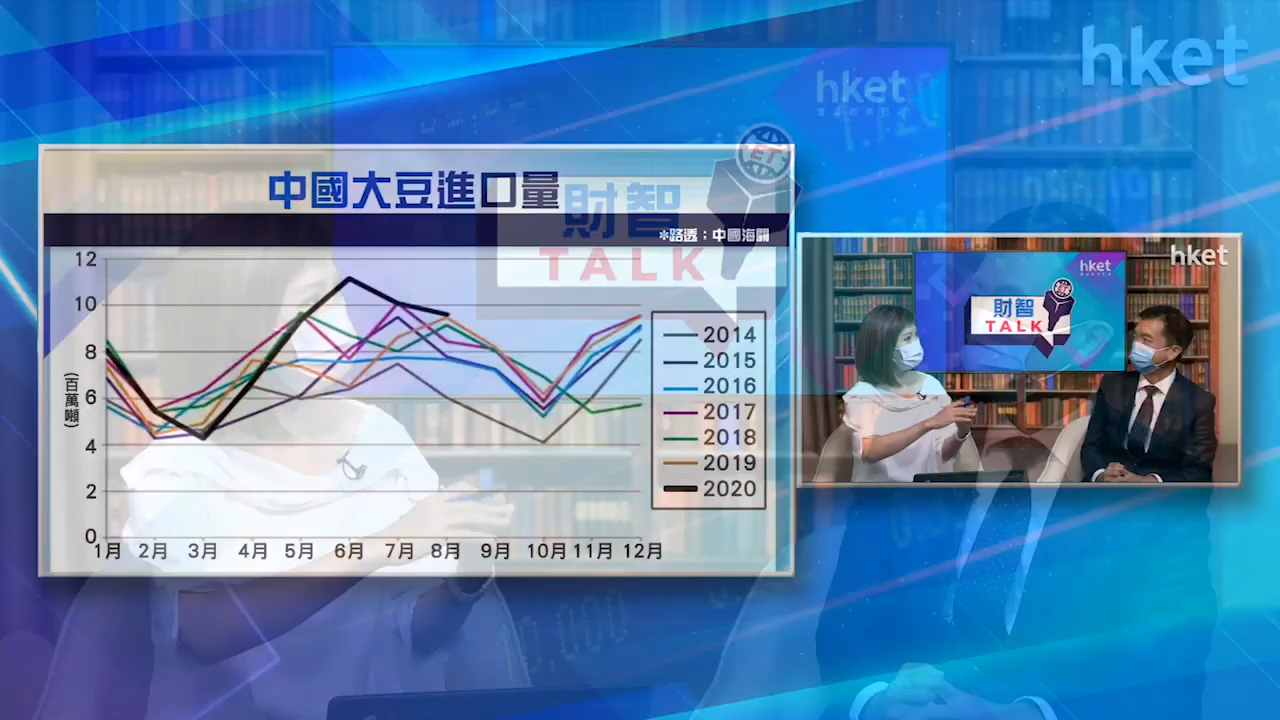 hket
hket
ET
中國大豆進口量
財智
TALK
*路透：中國海關
12
10
8
6
4
2
0
(百萬噸)
1月 2月 3月 4月 5月 6月 7月 8月 9月 10月 11月 12月
2014
2015
2016
2017
2018
2019
2020
hket
hket
財智
TALK